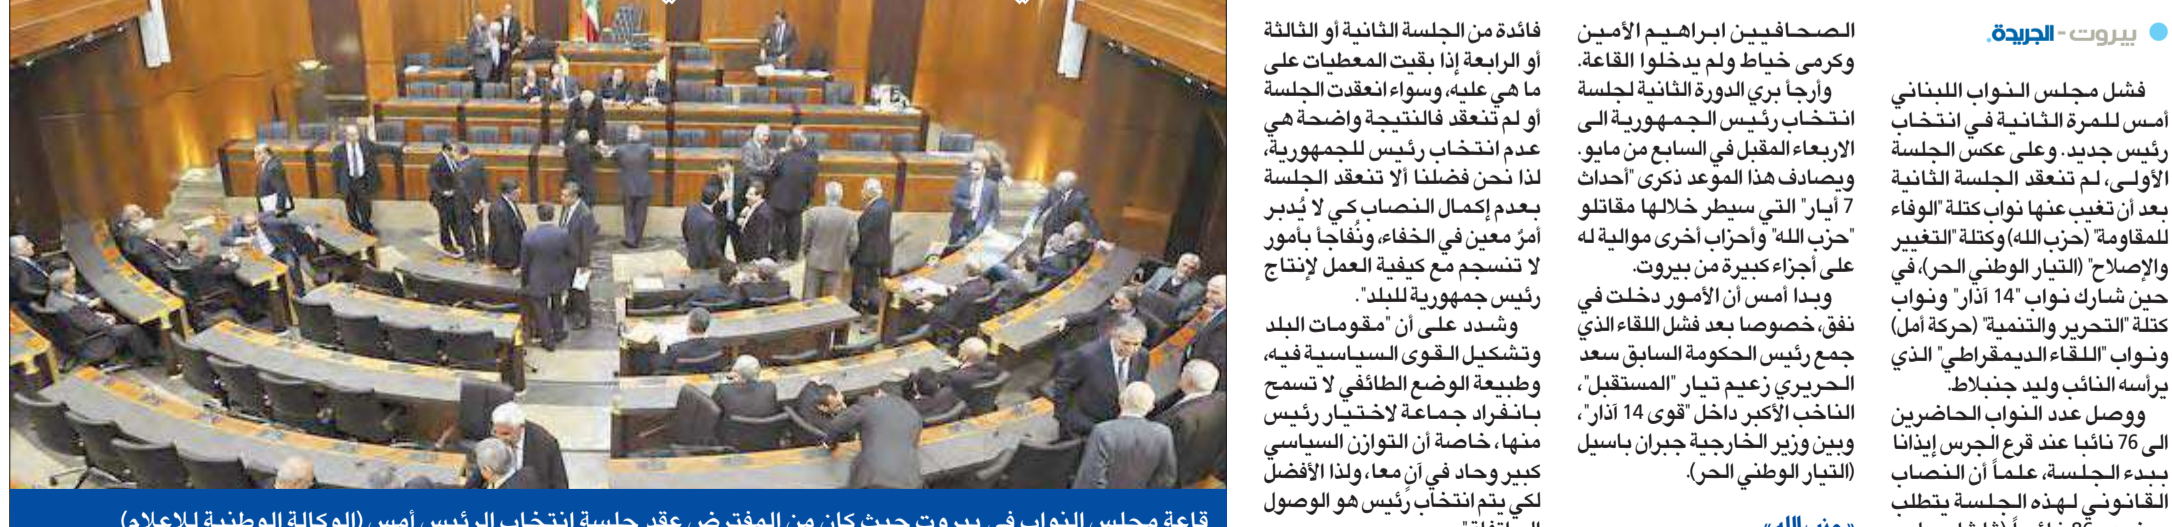 بيروت - الجريدة.
فشل مجلس النواب اللبناني
أمس للمرة الثانية في انتخاب
رئيس جديد. وعلى عكس الجلسة
الأولى، لم تنعقد الجلسة الثانية
بعد أن تغيب عنها نواب كتلة "الوفاء
للمقاومة" (حزب الله) وكتلة "التغيير
والإصلاح" (التيار الوطني الحر)، في
حين شارك نواب "14 آذار" ونواب
كتلة "التحرير والتنمية" (حركة أمل)
ونواب "اللقاء الديمقراطي" الذي
يرأسه النائب وليد جنبلاط.
ووصل عدد النواب الحاضرين
الى 76 نائبا عند قرع الجرس إيذانا
ببدء الجلسة، علماً أن النصاب
القانوني لهذه الجلسة يتطلب
الصحافيين ابراهيم الأمين
وكرمى خياط ولم يدخلوا القاعة.
وأرجأ بري الدورة الثانية لجلسة
انتخاب رئيس الجمهورية الى
الاربعاء المقبل في السابع من مايو.
ويصادف هذا الموعد ذكرى "أحداث
7 أيار" التي سيطر خلالها مقاتلو
"حزب الله" وأحزاب أخرى موالية له
على أجزاء كبيرة من بيروت.
وبدا أمس أن الأمور دخلت في
نفق، خصوصا بعد فشل اللقاء الذي
جمع رئيس الحكومة السابق سعد
الحريري زعيم تيار "المستقبل"،
الناخب الأكبر داخل "قوى 14 آذار"،
وبين وزير الخارجية جبران باسيل
(التيار الوطني الحر).
«حزب الله»
فائدة من الجلسة الثانية أو الثالثة
أو الرابعة إذا بقيت المعطيات على
ما هي عليه، وسواء انعقدت الجلسة
أو لم تنعقد فالنتيجة واضحة هي
عدم انتخاب رئيس للجمهورية،
لذا نحن فضلنا ألا تنعقد الجلسة
بعدم إكمال النصاب كي لا يُدبر
أمرٌ معين في الخفاء، ونُفاجأ بأمور
لا تنسجم مع كيفية العمل لإنتاج
رئيس جمهورية للبلد".
وشدد على أن "مقومات البلد
وتشكيل القوى السياسية فيه،
وطبيعة الوضع الطائفي لا تسمح
بانفراد جماعة لاختيار رئيس
منها، خاصة أن التوازن السياسي
كبير وحاد في آنٍ معا، ولذا الأفضل
لكي يتم انتخاب رئيس هو الوصول
قاعة مجلس النواب في بيروت حيث كان من المفترض عقد جلسة انتخاب الرئيس أمس (الوكالة الوطنية للإعلام)